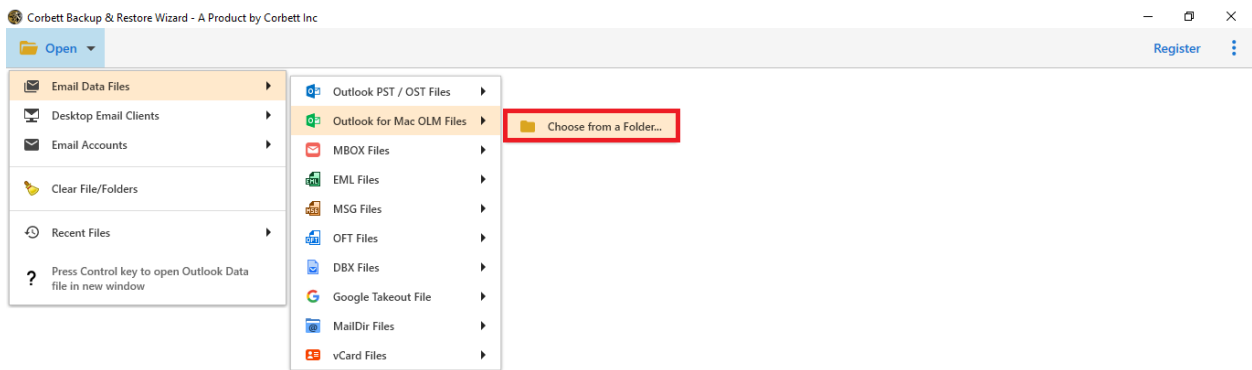 Corbett Backup & Restore Wizard - A Product by Corbett Inc
Open
Register
Email Data Files
Desktop Email Clients
Email Accounts
Clear File/Folders
Recent Files
? Press Control key to open Outlook Data
file in new window
Outlook PST / OST Files
Outlook for Mac OLM Files
MBOX Files
EML Files
MSG Files
OFT Files
DBX Files
Google Takeout File
MailDir Files
vCard Files
Choose from a Folder...